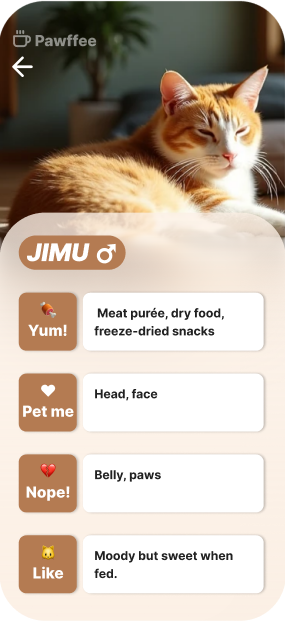 Pawffee
JIMU ♂
Yum!
Meat purée, dry food,
freeze-dried snacks
Pet me
Head, face
Nope!
Belly, paws
Like
Moody but sweet when
fed.